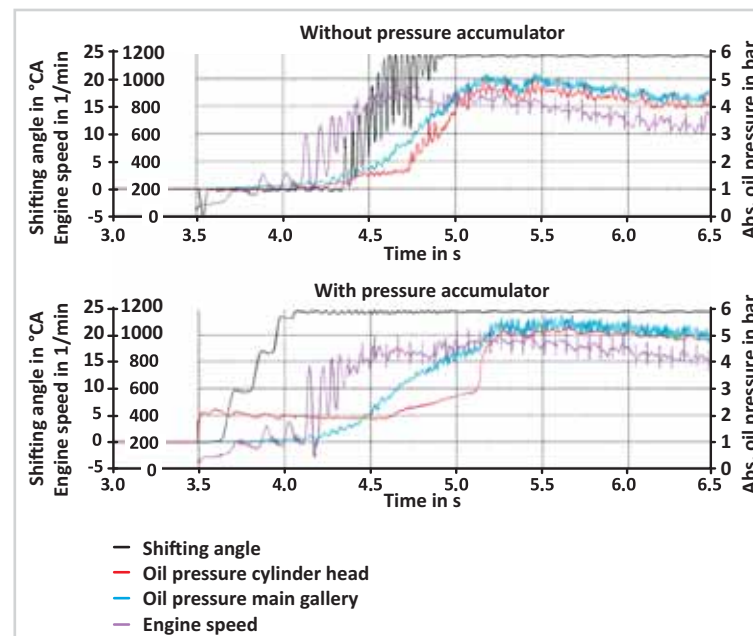 Without pressure accumulator
Shifting angle in °CA
Engine speed in 1/min
25 1200 6
20 1000 5
15 800 4
10 600 3
5 400 2
0 200 1
-5 0 0
Abs. oil pressure in bar
3.0 3.5 4.0 4.5 5.0 5.5 6.0 6.5
Time in s
With pressure accumulator
Shifting angle in °CA
Engine speed in 1/min
25 1200 6
20 1000 5
15 800 4
10 600 3
5 400 2
0 200 1
-5 0 0
Abs. oil pressure in bar
3.0 3.5 4.0 4.5 5.0 5.5 6.0 6.5
Time in s
Shifting angle
Oil pressure cylinder head
Oil pressure main gallery
Engine speed